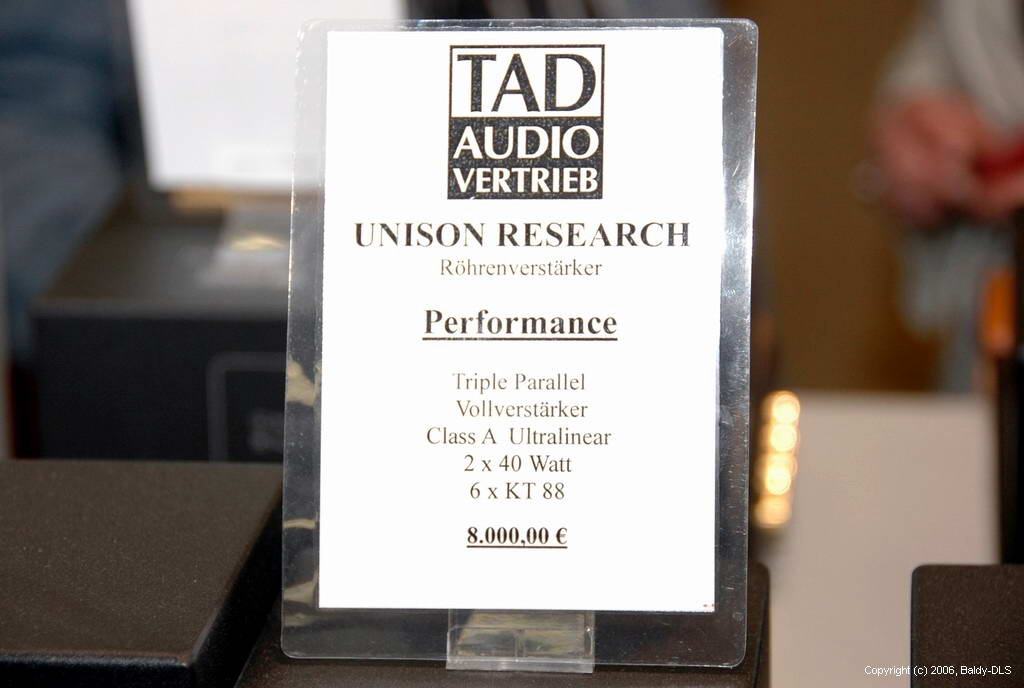 TAD
AUDIO
VERTRIEB
UNISON RESEARCH
Röhrenverstärker
Performance
Triple Parallel
Vollverstärker
Class A Ultralinear
2 x 40 Watt
6 x KT 88
8.000,00 €
Copyright (c) 2006, Baldy-DLS